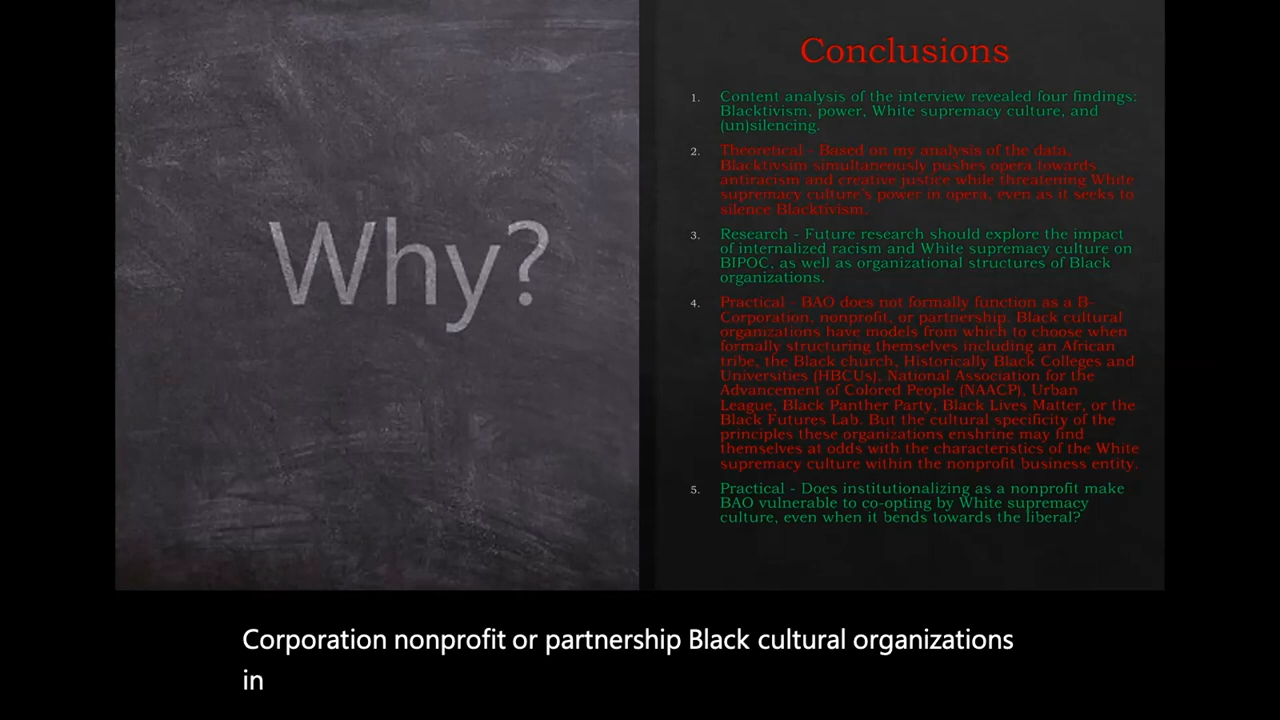 Why?
Conclusions
1. Content analysis of the interview revealed four findings:
Blacktivism, power, White supremacy culture, and
(un)silencing.
2. Theoretical - Based on my analysis of the data,
Blacktivsim simultaneously pushes opera towards
antiracism and creative justice while threatening White
supremacy culture's power in opera, even as it seeks to
silence Blacktivism.
3. Research - Future research should explore the impact
of internalized racism and White supremacy culture on
BIPOC, as well as organizational structures of Black
organizations.
4. Practical - BAO does not formally function as a B-
Corporation, nonprofit, or partnership. Black cultural
organizations have models from which to choose when
formally structuring themselves including an African
tribe, the Black church, Historically Black Colleges and
Universities (HBCUs), National Association for the
Advancement of Colored People (NAACP), Urban
League, Black Panther Party, Black Lives Matter, or the
Black Futures Lab. But the cultural specificity of the
principles these organizations enshrine may find
themselves at odds with the characteristics of the White
supremacy culture within the nonprofit business entity.
5. Practical - Does institutionalizing as a nonprofit make
BAO vulnerable to co-opting by White supremacy
culture, even when it bends towards the liberal?
Corporation nonprofit or partnership Black cultural organizations
in